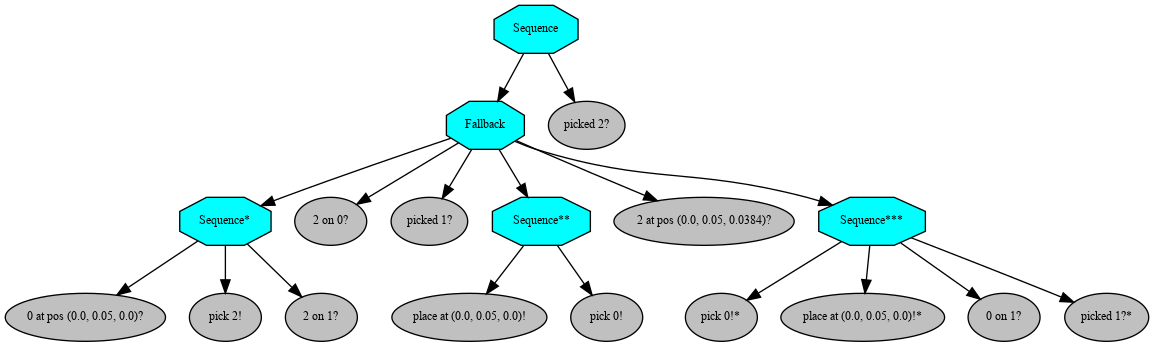 Sequence
Fallback
picked 2?
Sequence*
2 on 0?
picked 1?
Sequence**
2 at pos (0.0, 0.05, 0.0384)?
Sequence***
0 at pos (0.0, 0.05, 0.0)?
pick 2!
2 on 1?
place at (0.0, 0.05, 0.0)!
pick 0!
pick 0!*
place at (0.0, 0.05, 0.0)!*
0 on 1?
picked 1?*